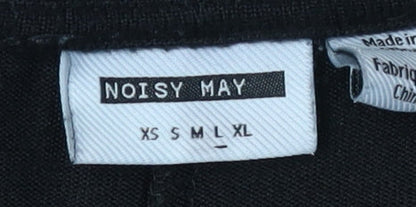 NOISY MAY
XS S M L XL
Made in
Fabriq
Chin